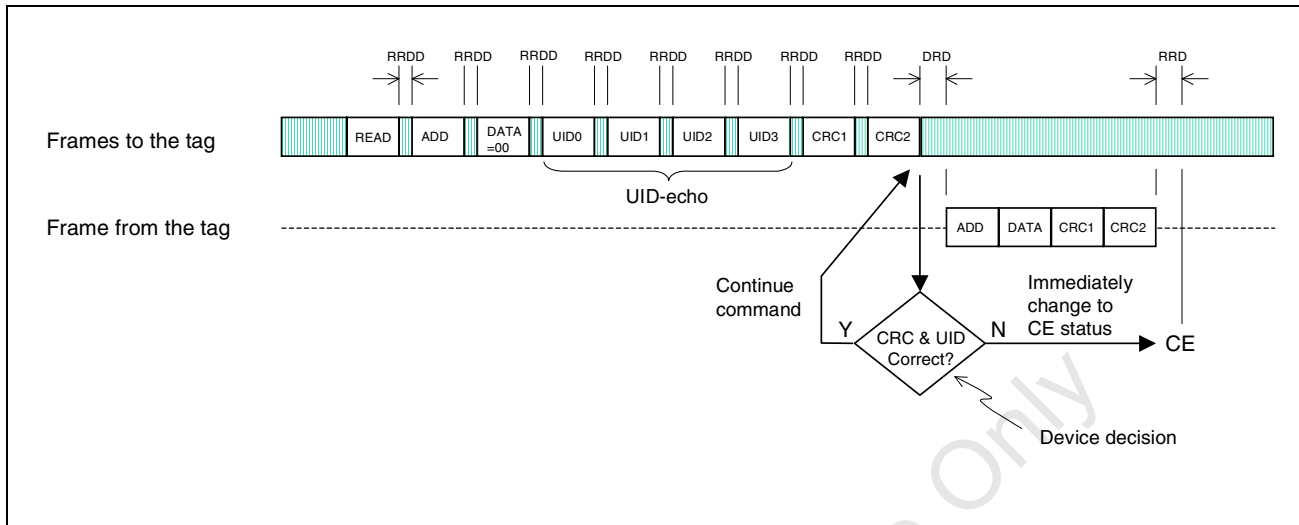 RRDD RRDD RRDD RRDD RRDD RRDD RRDD RRDD DRD RRD
Frames to the tag
READ ADD DATA =00 UID0 UID1 UID2 UID3 CRC1 CRC2
UID-echo
Frame from the tag
ADD DATA CRC1 CRC2
Continue
command
Immediately
change to
CE status
Y
CRC & UID
Correct?
N
CE
Device decision
Only